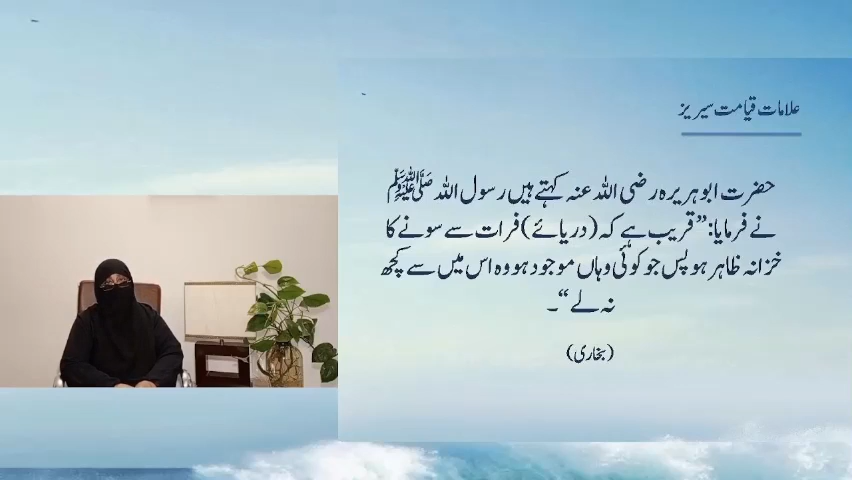 علامات قیامت سیریز
حضرت ابوہریرہ رضی اللہ عنہ کہتے ہیں رسول اللہ ﷺ
نے فرمایا:”قریب ہے کہ (دریائے) فرات سے سونے کا
خزانہ ظاہر ہو پس جو کوئی وہاں موجود ہو وہ اس میں سے کچھ
نہ لے“۔
(بخاری)